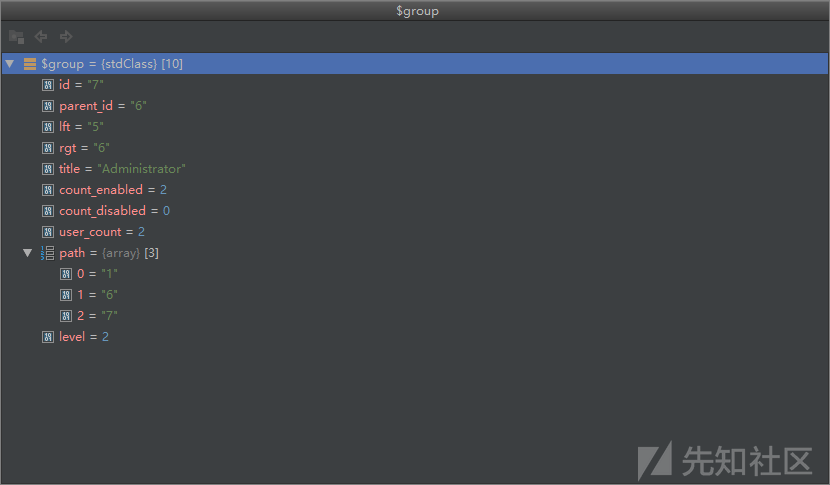 $group
$group = {stdClass} [10]
id = "7"
parent_id = "6"
lft = "5"
rgt = "6"
title = "Administrator"
count_enabled = 2
count_disabled = 0
user_count = 2
path = {array} [3]
0 = "1"
1 = "6"
2 = "7"
level = 2
先知社区